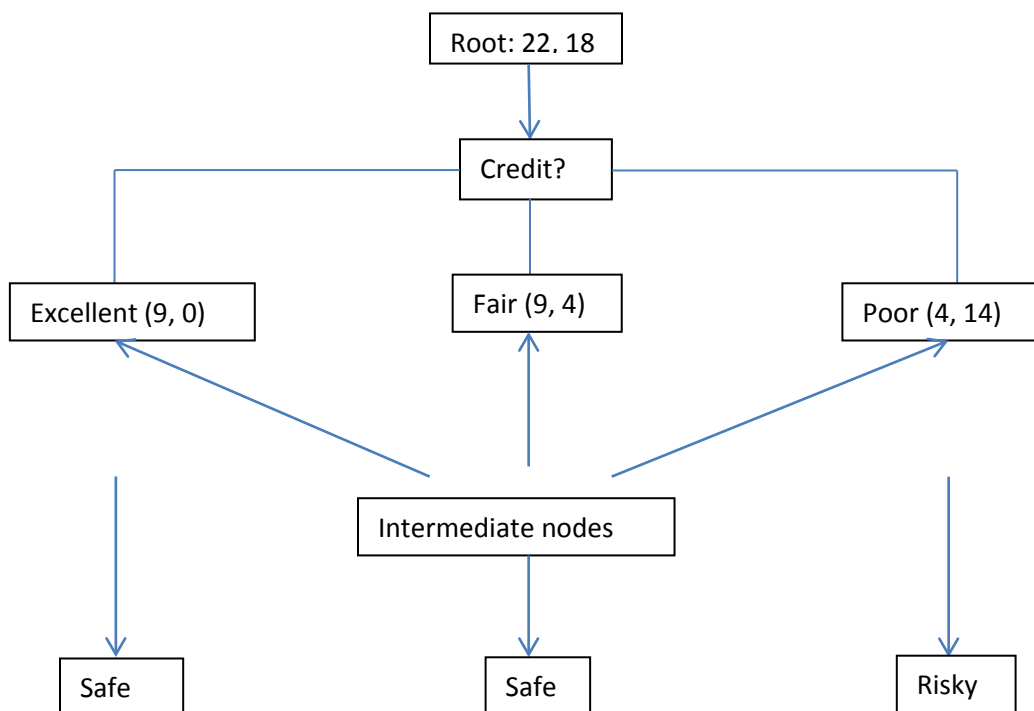 Root: 22, 18
Credit?
Excellent (9, 0)
Fair (9, 4)
Poor (4, 14)
Intermediate nodes
Safe
Safe
Risky